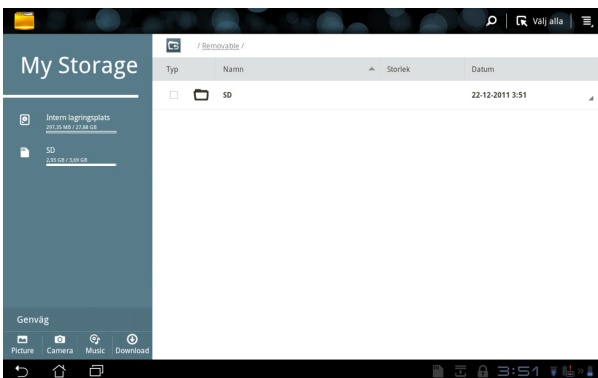 Välj alla
/ Removable /
My Storage
Typ Namn Storlek Datum
SD 22-12-2011 3:51
Intern lagringsplats
297,35 MB / 27,88 GB
SD
2,93 GB / 3,69 GB
Genväg
Picture Camera Music Download
3:51